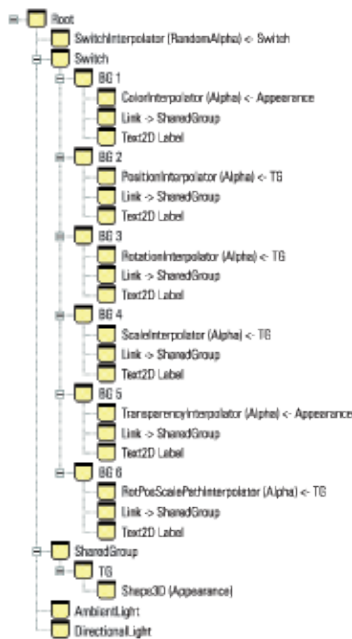 Root
SwitchInterpolator (RandomAlpha) <- Switch
Switch
BG 1
ColorInterpolator (Alpha) <- Appearance
Link -> SharedGroup
Text2D Label
BG 2
PositionInterpolator (Alpha) <- TG
Link -> SharedGroup
Text2D Label
BG 3
RotationInterpolator (Alpha) <- TG
Link -> SharedGroup
Text2D Label
BG 4
ScaleInterpolator (Alpha) <- TG
Link -> SharedGroup
Text2D Label
BG 5
TransparencyInterpolator (Alpha) <- Appearance
Link -> SharedGroup
Text2D Label
BG 6
RotPosScalePathInterpolator (Alpha) <- TG
Link -> SharedGroup
Text2D Label
SharedGroup
TG
Shape3D (Appearance)
AmbientLight
DirectionalLight